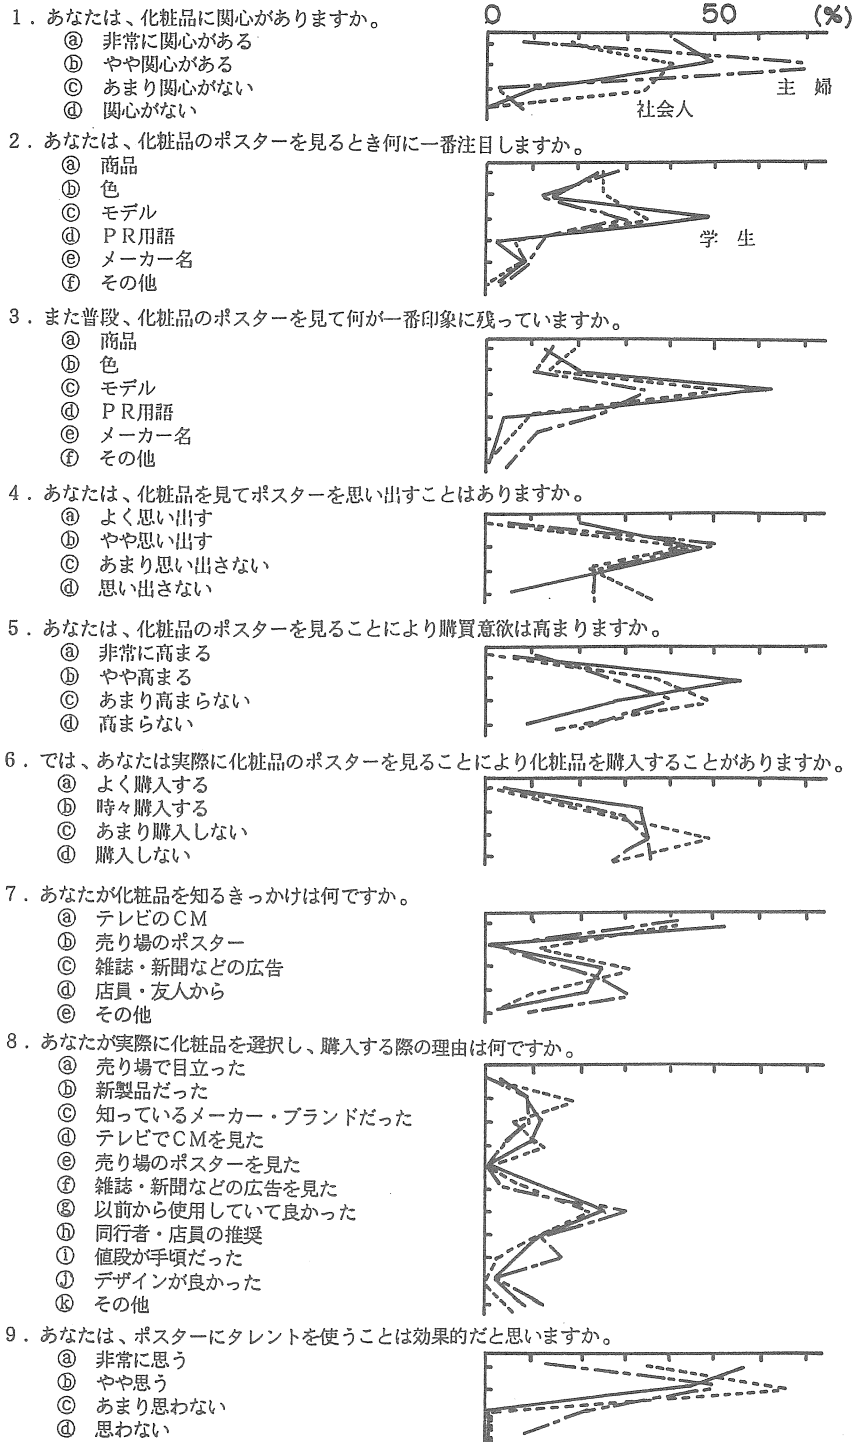 0 50 (%)
1. あなたは、化粧品に関心がありますか。
ⓐ 非常に関心がある
ⓑ やや関心がある
ⓒ あまり関心がない
ⓓ 関心がない
主 婦
社会人
2. あなたは、化粧品のポスターを見るとき何に一番注目しますか。
ⓐ 商品
ⓑ 色
ⓒ モデル
ⓓ PR用語
ⓔ メーカー名
ⓕ その他
学 生
3. また普段、化粧品のポスターを見て何が一番印象に残っていますか。
ⓐ 商品
ⓑ 色
ⓒ モデル
ⓓ PR用語
ⓔ メーカー名
ⓕ その他
4. あなたは、化粧品を見てポスターを思い出すことはありますか。
ⓐ よく思い出す
ⓑ やや思い出す
ⓒ あまり思い出さない
ⓓ 思い出さない
5. あなたは、化粧品のポスターを見ることにより購買意欲は高まりますか。
ⓐ 非常に高まる
ⓑ やや高まる
ⓒ あまり高まらない
ⓓ 高まらない
6. では、あなたは実際に化粧品のポスターを見ることにより化粧品を購入することがありますか。
ⓐ よく購入する
ⓑ 時々購入する
ⓒ あまり購入しない
ⓓ 購入しない
7. あなたが化粧品を知るきっかけは何ですか。
ⓐ テレビのCM
ⓑ 売り場のポスター
ⓒ 雑誌・新聞などの広告
ⓓ 店員・友人から
ⓔ その他
8. あなたが実際に化粧品を選択し、購入する際の理由は何ですか。
ⓐ 売り場で目立った
ⓑ 新製品だった
ⓒ 知っているメーカー・ブランドだった
ⓓ テレビでCMを見た
ⓔ 売り場のポスターを見た
ⓕ 雑誌・新聞などの広告を見た
ⓖ 以前から使用していて良かった
ⓗ 同行者・店員の推奨
ⓘ 値段が手頃だった
ⓙ デザインが良かった
ⓚ その他
9. あなたは、ポスターにタレントを使うことは効果的だと思いますか。
ⓐ 非常に思う
ⓑ やや思う
ⓒ あまり思わない
ⓓ 思わない